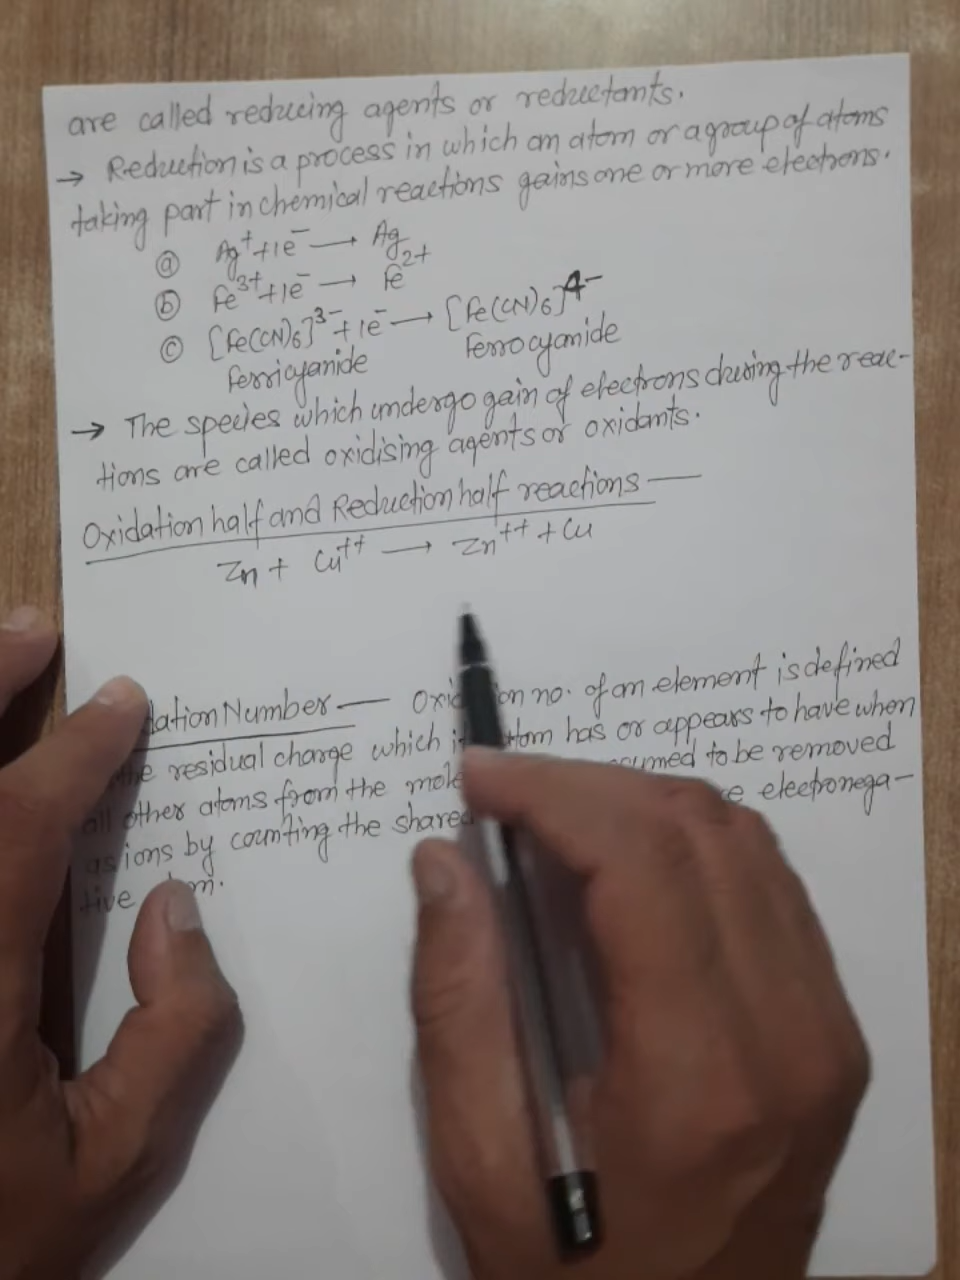 are called reducing agents or reductants.
→ Reduction is a process in which an atom or a group of atoms
taking part in chemical reactions gains one or more electrons.
ⓐ Ag⁺+1e⁻ → Ag
ⓑ Fe³⁺+1e⁻ → Fe²⁺
ⓒ [Fe(CN)₆]³⁻+1e⁻ → [Fe(CN)₆]⁴⁻
Ferricyanide Ferrocyanide
→ The species which undergo gain of electrons during the reac-
tions are called oxidising agents or oxidants.
Oxidation half and Reduction half reactions —
Zn + Cu⁺⁺ → Zn⁺⁺ + Cu
dation Number — on no. of an element is defined
the residual charge which tom has or appears to have when
all other atoms from the mole umed to be removed
as ions by counting the shared electronega-
tive